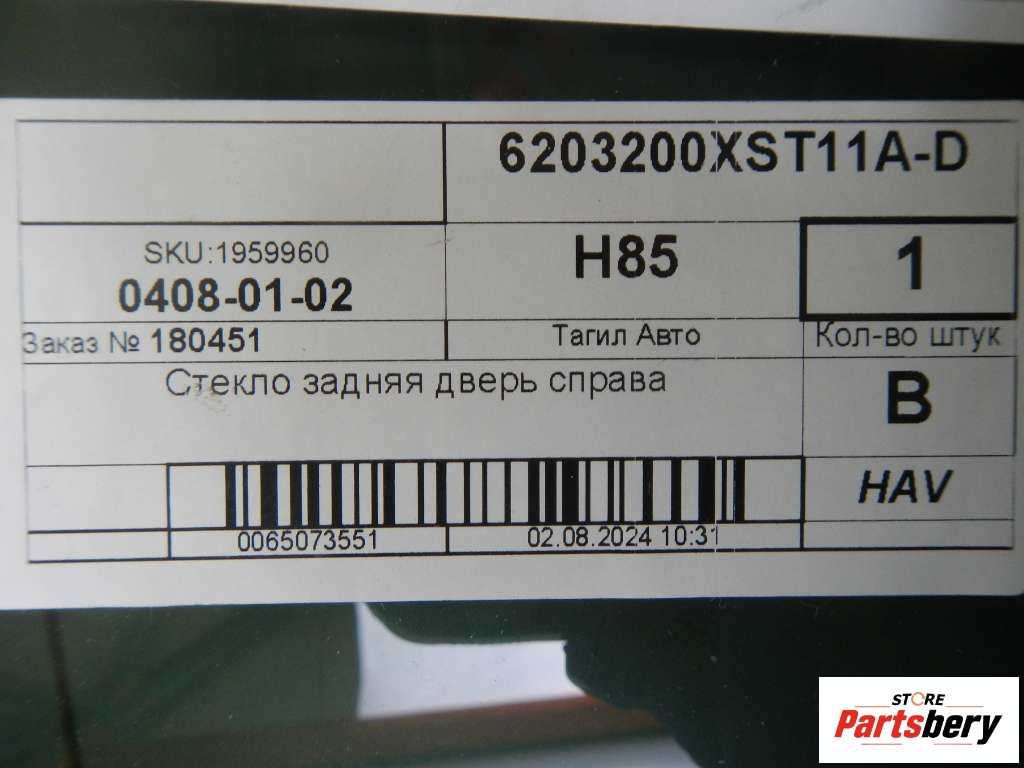 6203200XST11A-D
SKU:1959960
0408-01-02
H85
1
Заказ № 180451
Тагил Авто
Кол-во штук
Стекло задняя дверь справа
B
HAV
0065073551
02.08.2024 10:31
STORE
Partsbery